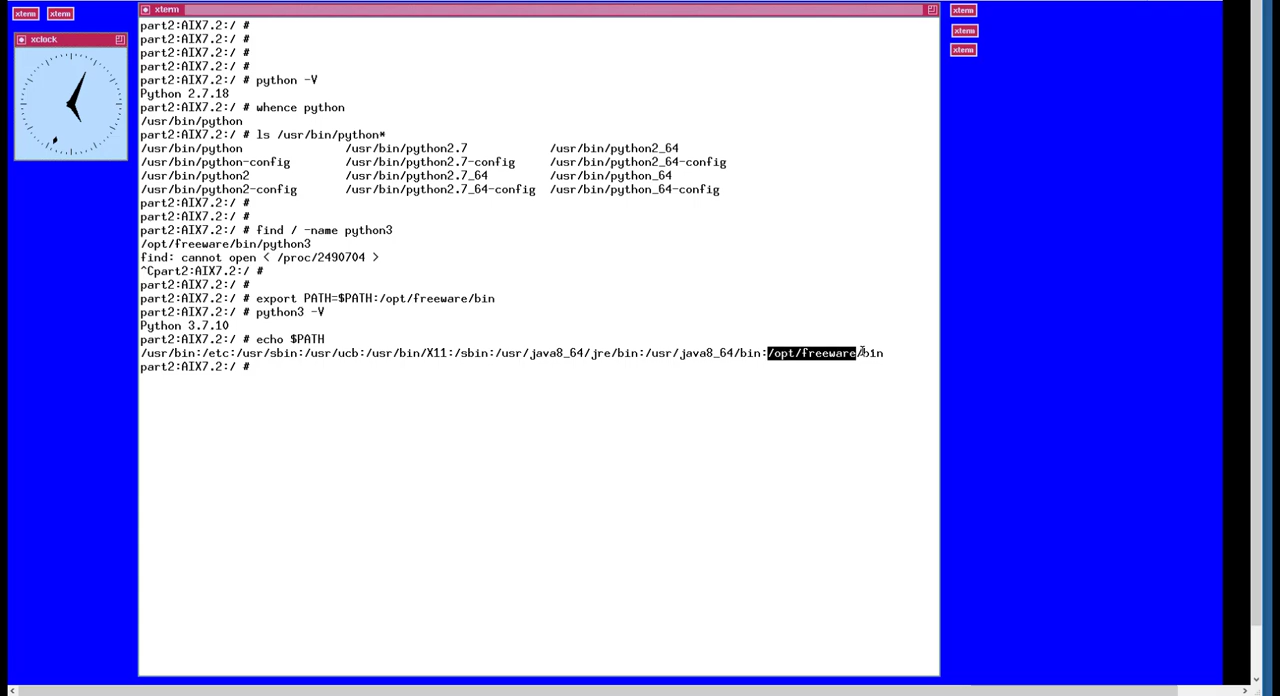 xterm
xterm
xclock
xterm
part2:AIX7.2:/ #
part2:AIX7.2:/ #
part2:AIX7.2:/ #
part2:AIX7.2:/ #
part2:AIX7.2:/ # python -V
Python 2.7.18
part2:AIX7.2:/ # whence python
/usr/bin/python
part2:AIX7.2:/ # ls /usr/bin/python*
/usr/bin/python /usr/bin/python2.7 /usr/bin/python2_64
/usr/bin/python-config /usr/bin/python2.7-config /usr/bin/python2_64-config
/usr/bin/python2 /usr/bin/python2.7_64 /usr/bin/python_64
/usr/bin/python2-config /usr/bin/python2.7_64-config /usr/bin/python_64-config
part2:AIX7.2:/ #
part2:AIX7.2:/ #
part2:AIX7.2:/ # find / -name python3
/opt/freeware/bin/python3
find: cannot open < /proc/2490704 >
^Cpart2:AIX7.2:/ #
part2:AIX7.2:/ #
part2:AIX7.2:/ # export PATH=$PATH:/opt/freeware/bin
part2:AIX7.2:/ # python3 -V
Python 3.7.10
part2:AIX7.2:/ # echo $PATH
/usr/bin:/etc:/usr/sbin:/usr/ucb:/usr/bin/X11:/sbin:/usr/java8_64/jre/bin:/usr/java8_64/bin:/opt/freeware/bin
part2:AIX7.2:/ #
xterm
xterm
xterm